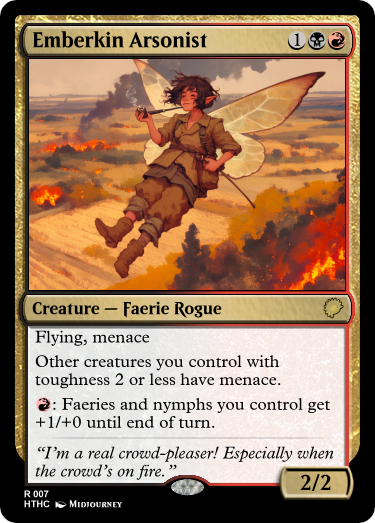 Emberkin Arsonist 1
Creature — Faerie Rogue
Flying, menace
Other creatures you control with
toughness 2 or less have menace.
: Faeries and nymphs you control get
+1/+0 until end of turn.
“I’m a real crowd-pleaser! Especially when
the crowd’s on fire.”
2/2
R 007
HTHC Midjourney